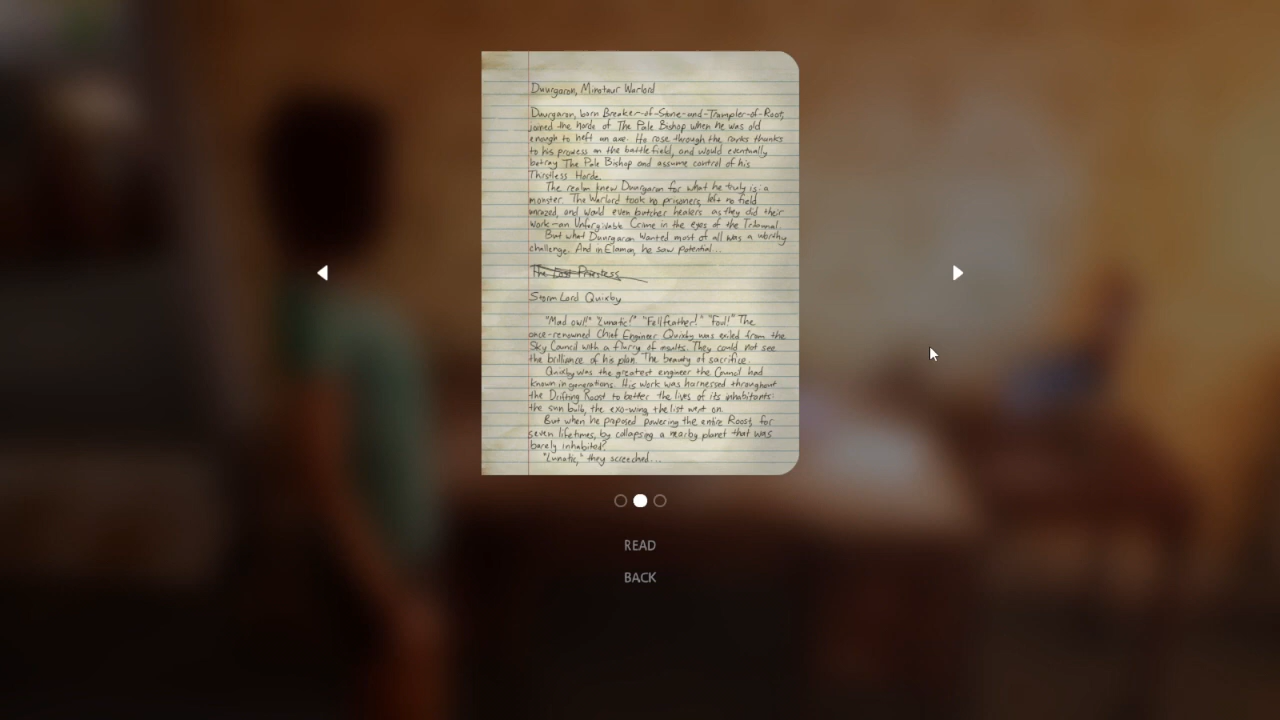 Duurgaron, Minotaur Warlord
Duurgaron, born Breaker-of-Stone-and-Trampler-of-Root,
joined the horde of The Pale Bishop when he was old
enough to heft an axe. He rose through the ranks thanks
to his prowess on the battlefield, and would eventually
betray The Pale Bishop and assume control of his
Thirstless Horde.
The realm knew Duurgaron for what he truly is: a
monster. The Warlord took no prisoners, left no field
unrazed, and would even butcher healers as they did their
work—an Unforgivable Crime in the eyes of the Tribunal.
But what Duurgaron wanted most of all was a worthy
challenge. And in Elamon, he saw potential...
The Lost Priestess
Storm Lord Quixby
"Mad owl!" "Lunatic!" "Fellfeather!" "Foul!" The
once-renowned Chief Engineer Quixby was exiled from the
Sky Council with a flurry of insults. They could not see
the brilliance of his plan. The beauty of sacrifice.
Quixby was the greatest engineer the Council had
known in generations. His work was harnessed throughout
the Drifting Roost to better the lives of its inhabitants:
the sun bulb, the exo-wing, the list went on.
But when he proposed powering the entire Roost, for
seven lifetimes, by collapsing a nearby planet that was
barely inhabited?
"Lunatic," they screeched...
READ
BACK